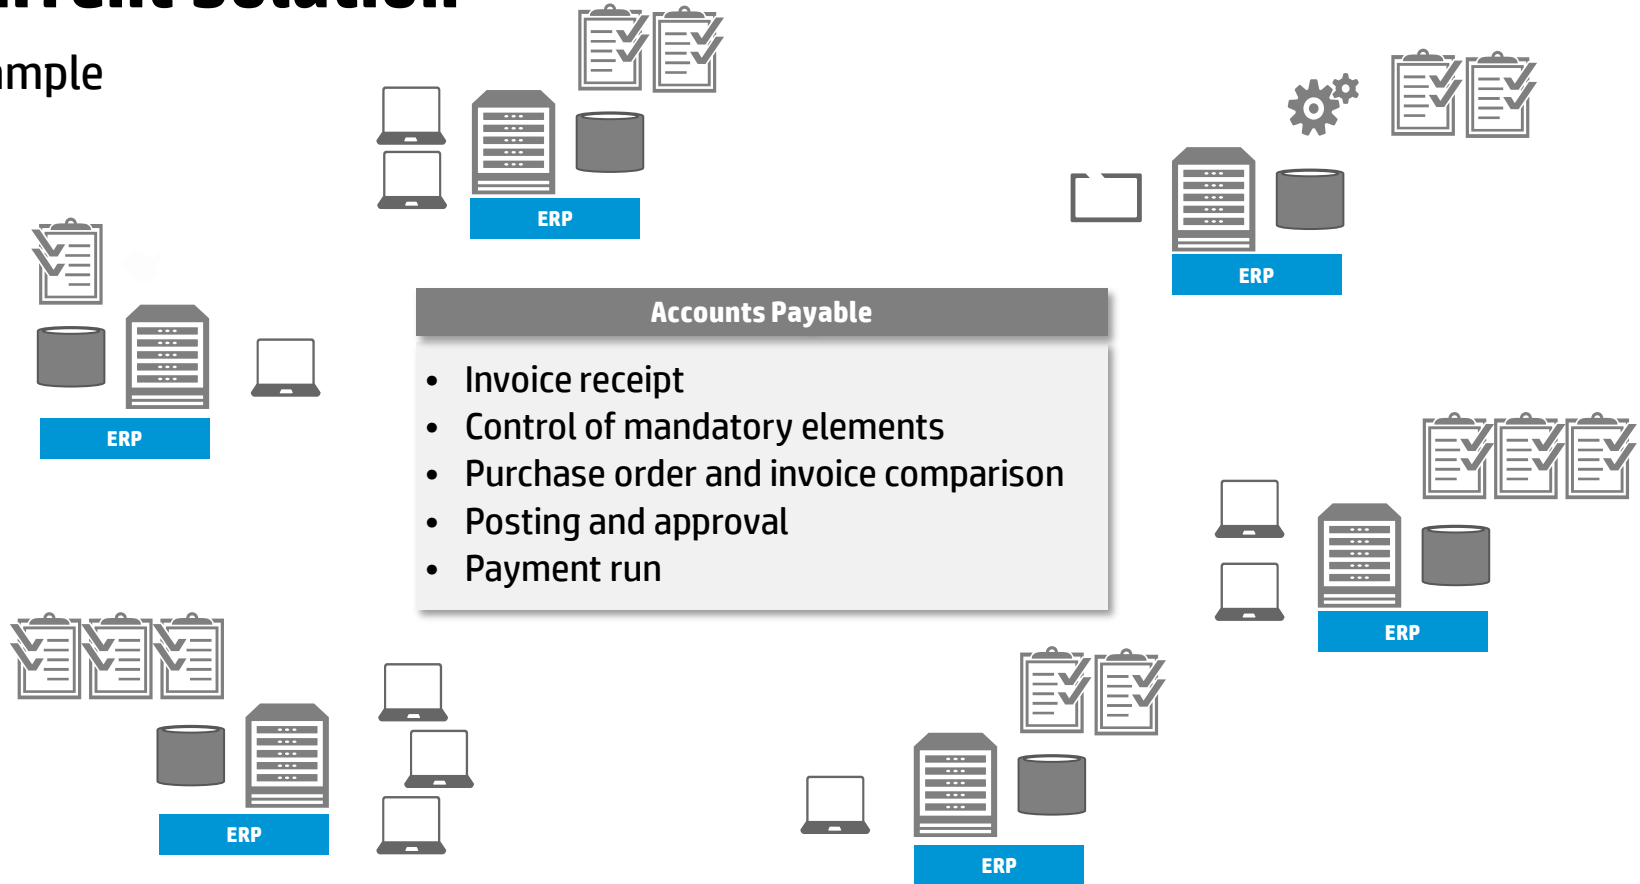 ample
ERP
ERP
ERP
Accounts Payable
• Invoice receipt
• Control of mandatory elements
• Purchase order and invoice comparison
• Posting and approval
• Payment run
ERP
ERP
ERP